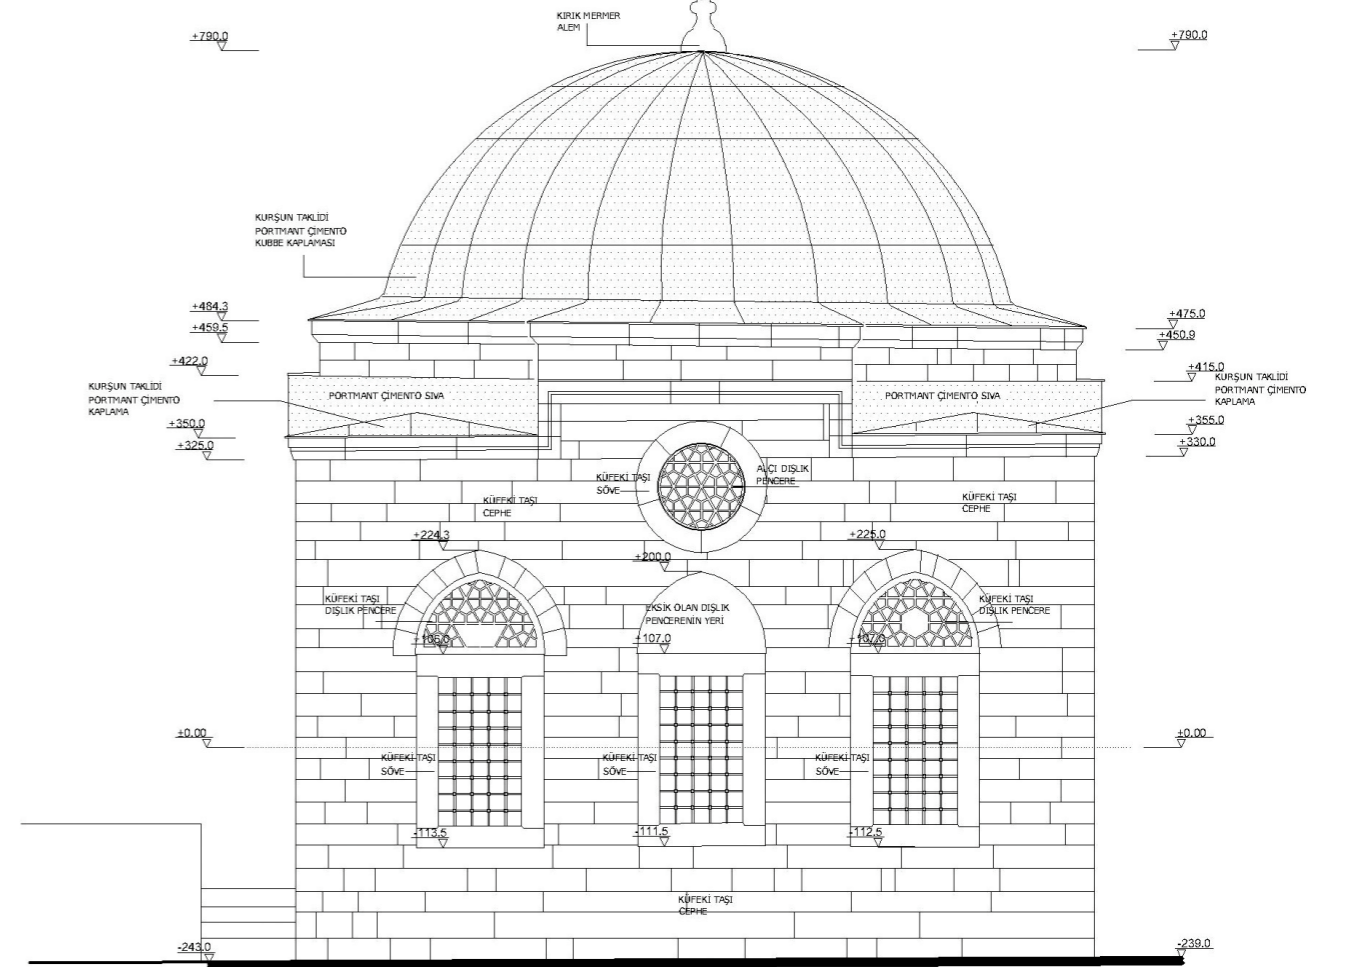 KIRIK MERMER
ALEM
+790.0
+790.0
KURŞUN TAKLİDİ
PORTMANT ÇİMENTO
KUBBE KAPLAMASI
+484.3
+475.0
+459.5
+450.9
+422.0
+415.0
KURŞUN TAKLİDİ
PORTMANT ÇİMENTO
KAPLAMA
PORTMANT ÇİMENTO SIVA
PORTMANT ÇİMENTO SIVA
KURŞUN TAKLİDİ
PORTMANT ÇİMENTO
KAPLAMA
+350.0
+355.0
+325.0
+330.0
KÜFEKİ TAŞI
SÖVE
ALÇI DIŞLIK
PENCERE
KÜFEKİ TAŞI
CEPHE
KÜFEKİ TAŞI
CEPHE
+224.3
+200.0
+225.0
KÜFEKİ TAŞI
DIŞLIK PENCERE
EKSİK OLAN DIŞLIK
PENCERENİN YERİ
KÜFEKİ TAŞI
DIŞLIK PENCERE
+106.0
+107.0
+107.0
±0.00
±0.00
KÜFEKİ TAŞI
SÖVE
KÜFEKİ TAŞI
SÖVE
KÜFEKİ TAŞI
SÖVE
-113.5
-111.5
-112.5
KÜFEKİ TAŞI
CEPHE
-243.0
-239.0